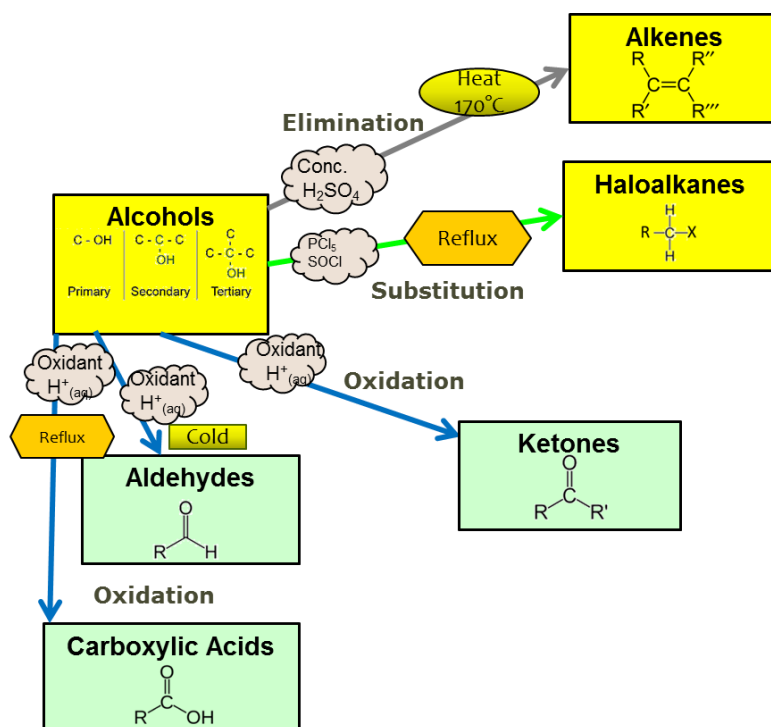 Alkenes
R R''
C=C
R' R'''
Heat
170°C
Elimination
Conc.
H₂SO₄
Haloalkanes
H
R-C-X
H
Alcohols
C-OH
C-C-C
OH
C
C-C-C
OH
Primary
Secondary
Tertiary
PCl₅
SOCl
Reflux
Substitution
Oxidant
H⁺(aq)
Oxidant
H⁺(aq)
Oxidant
H⁺(aq)
Oxidation
Reflux
Cold
Ketones
O
C
R R'
Aldehydes
O
R H
Oxidation
Carboxylic Acids
O
C
R OH